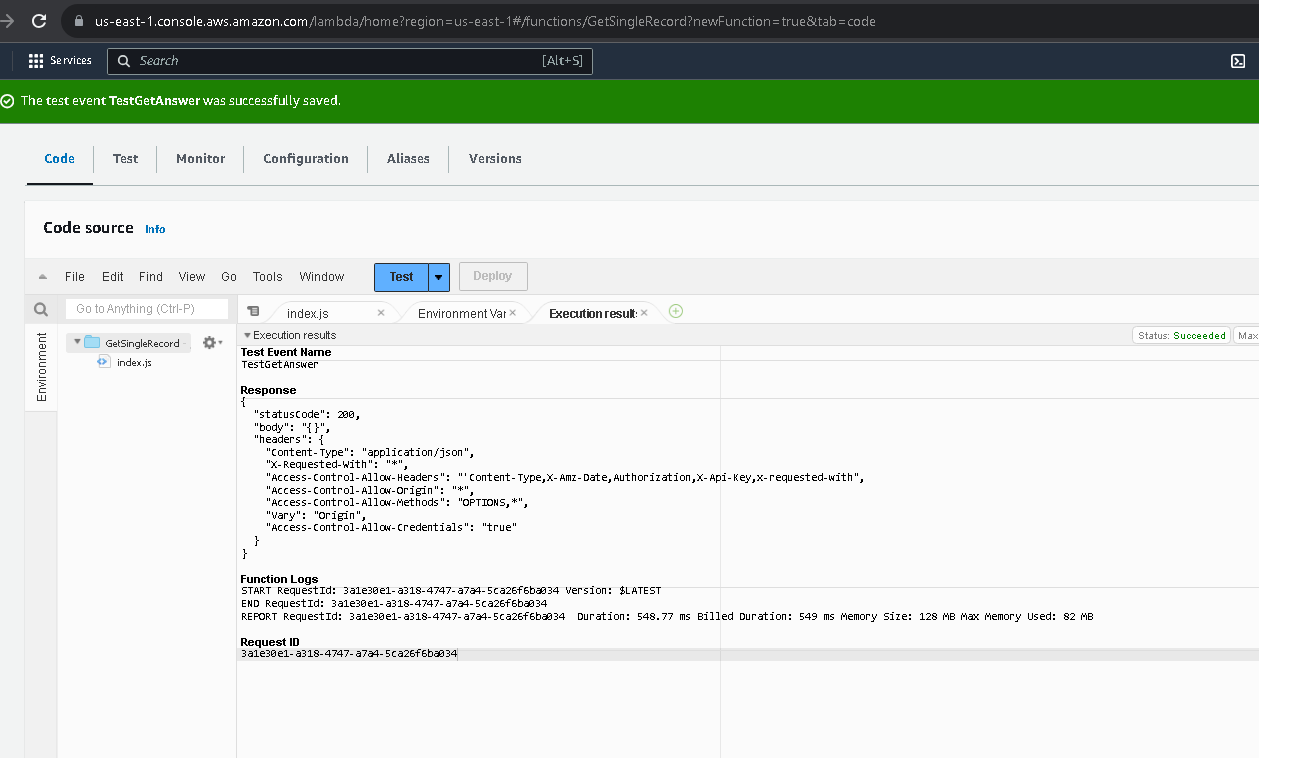 us-east-1.console.aws.amazon.com/lambda/home?region=us-east-1#/functions/GetSingleRecord?newFunction=true&tab=code
Services
Search
[Alt+S]
The test event TestGetAnswer was successfully saved.
Code
Test
Monitor
Configuration
Aliases
Versions
Code source Info
File Edit Find View Go Tools Window
Test
Deploy
Go to Anything (Ctrl-P)
index.js
Environment Var
Execution results
Environment
GetSingleRecord -
index.js
Execution results
Status: Succeeded
Max
Test Event Name
TestGetAnswer
Response
{
"statusCode": 200,
"body": "{}",
"headers": {
"Content-Type": "application/json",
"X-Requested-With": "*",
"Access-Control-Allow-Headers": "'Content-Type,X-Amz-Date,Authorization,X-Api-Key,x-requested-with",
"Access-Control-Allow-Origin": "*",
"Access-Control-Allow-Methods": "OPTIONS,*",
"Vary": "Origin",
"Access-Control-Allow-Credentials": "true"
}
}
Function Logs
START RequestId: 3a1e30e1-a318-4747-a7a4-5ca26f6ba034 Version: $LATEST
END RequestId: 3a1e30e1-a318-4747-a7a4-5ca26f6ba034
REPORT RequestId: 3a1e30e1-a318-4747-a7a4-5ca26f6ba034 Duration: 548.77 ms Billed Duration: 549 ms Memory Size: 128 MB Max Memory Used: 82 MB
Request ID
3a1e30e1-a318-4747-a7a4-5ca26f6ba034